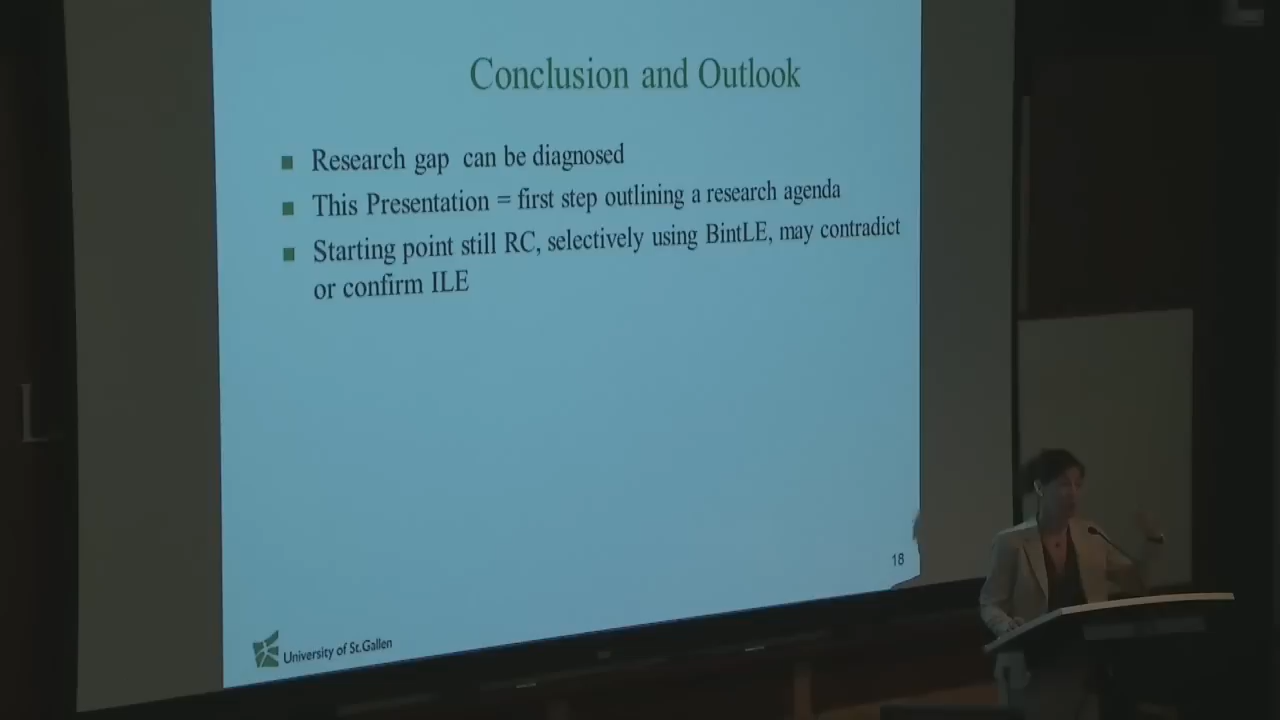 Conclusion and Outlook
Research gap can be diagnosed
This Presentation = first step outlining a research agenda
Starting point still RC, selectively using BintLE, may contradict
or confirm ILE
18
University of St.Gallen